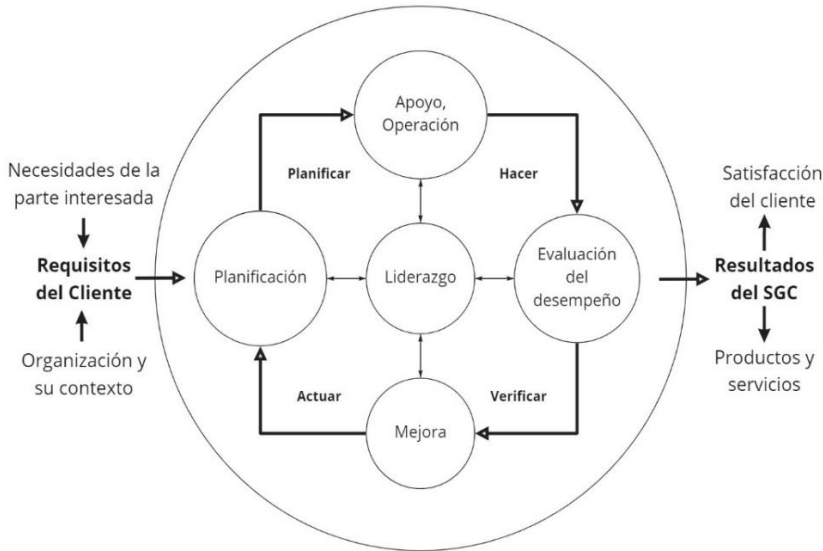 Apoyo,
Operación
Planificar
Hacer
Necesidades de la
parte interesada
Requisitos
del Cliente
Organización y
su contexto
Planificación
Liderazgo
Evaluación
del
desempeño
Satisfacción
del cliente
Resultados
del SGC
Productos y
servicios
Actuar
Verificar
Mejora